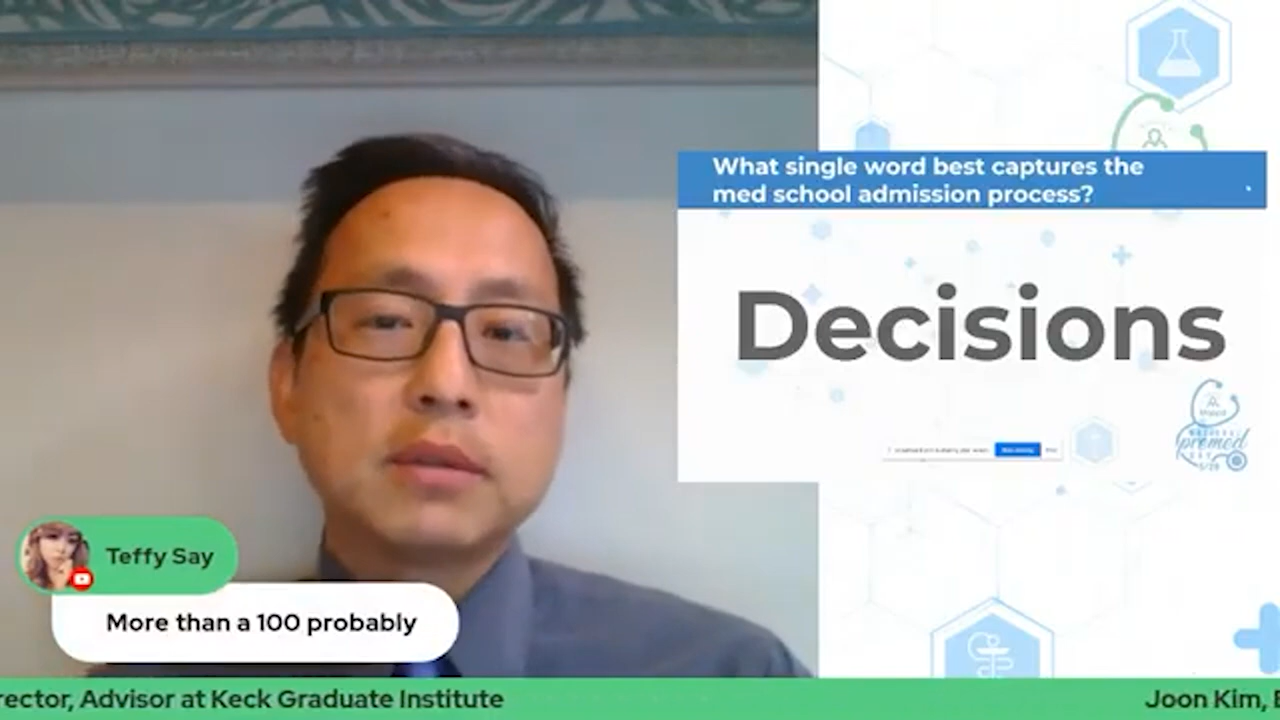 What single word best captures the
med school admission process?
Decisions
premed
Teffy Say
More than a 100 probably
rector, Advisor at Keck Graduate Institute
Joon Kim,